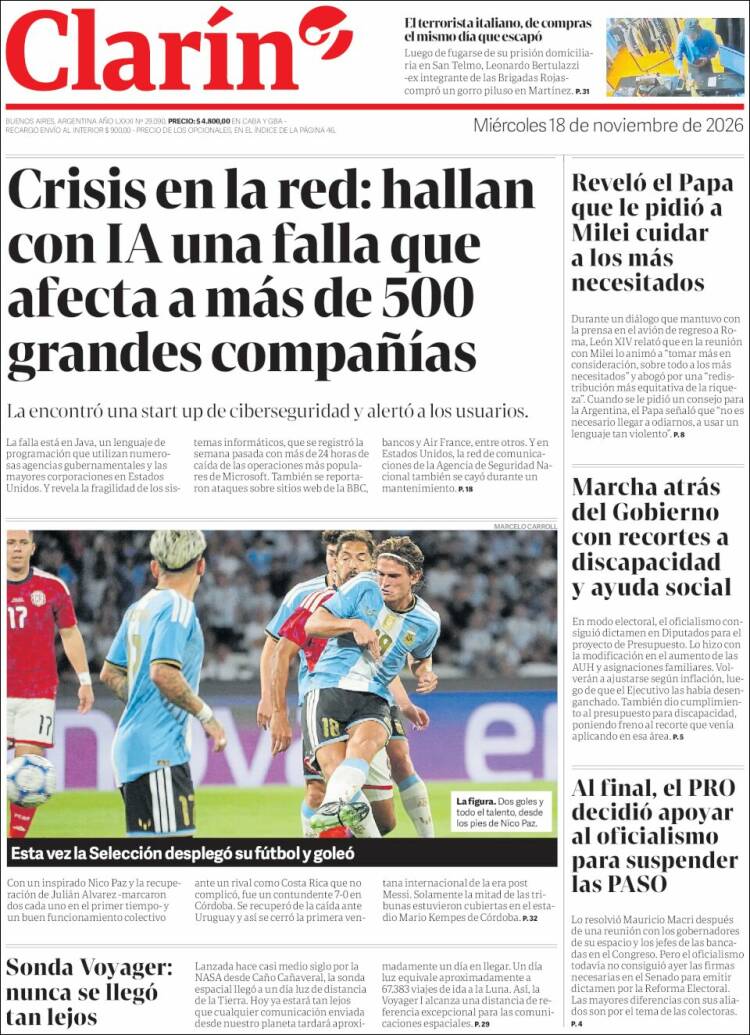 Clarín
El terrorista italiano, de compras
el mismo día que escapó
Luego de fugarse de su prisión domicilia-
ria en San Telmo, Leonardo Bertulazzi
-ex integrante de las Brigadas Rojas-
compró un gorro piluso en Martínez. P.31
BUENOS AIRES, ARGENTINA AÑO LXXXI Nº 29.090. PRECIO: $ 4.800,00 EN CABA Y GBA -
RECARGO ENVÍO AL INTERIOR $ 900,00 - PRECIO DE LOS OPCIONALES, EN EL ÍNDICE DE LA PÁGINA 46.
Miércoles 18 de noviembre de 2026
Crisis en la red: hallan
con IA una falla que
afecta a más de 500
grandes compañías
La encontró una start up de ciberseguridad y alertó a los usuarios.
La falla está en Java, un lenguaje de
programación que utilizan numero-
sas agencias gubernamentales y las
mayores corporaciones en Estados
Unidos. Y revela la fragilidad de los sis-
temas informáticos, que se registró la
semana pasada con más de 24 horas de
caída de las operaciones más popula-
res de Microsoft. También se reporta-
ron ataques sobre sitios web de la BBC,
bancos y Air France, entre otros. Y en
Estados Unidos, la red de comunica-
ciones de la Agencia de Seguridad Na-
cional también se cayó durante un
mantenimiento. P.18
MARCELO CARROLL
17
17
18
19
La figura. Dos goles y
todo el talento, desde
los pies de Nico Paz.
Esta vez la Selección desplegó su fútbol y goleó
Con un inspirado Nico Paz y la recupe-
ración de Julián Alvarez -marcaron
dos cada uno en el primer tiempo- y
un buen funcionamiento colectivo
ante un rival como Costa Rica que no
complicó, fue un contundente 7-0 en
Córdoba. Se recuperó de la caída ante
Uruguay y así se cerró la primera ven-
tana internacional de la era post
Messi. Solamente la mitad de las tri-
bunas estuvieron cubiertas en el esta-
dio Mario Kempes de Córdoba. P.32
Sonda Voyager:
nunca se llegó
tan lejos
Lanzada hace casi medio siglo por la
NASA desde Caño Cañaveral, la sonda
espacial llegó a un día luz de distancia
de la Tierra. Hoy ya estará tan lejos
que cualquier comunicación enviada
desde nuestro planeta tardará aproxi-
madamente un día en llegar. Un día
luz equivale aproximadamente a
67.383 viajes de ida a la Luna. Así, la
Voyager 1 alcanza una distancia de re-
ferencia excepcional para las comuni-
caciones espaciales. P.29
Reveló el Papa
que le pidió a
Milei cuidar
a los más
necesitados
Durante un diálogo que mantuvo con
la prensa en el avión de regreso a Ro-
ma, León XIV relató que en la reunión
con Milei lo animó a “tomar más en
consideración, sobre todo a los más
necesitados” y abogó por una “redis-
tribución más equitativa de la rique-
za”. Cuando se le pidió un consejo para
la Argentina, el Papa señaló que “no es
necesario llegar a odiarnos, a usar un
lenguaje tan violento”. P.8
Marcha atrás
del Gobierno
con recortes a
discapacidad
y ayuda social
En modo electoral, el oficialismo con-
siguió dictamen en Diputados para el
proyecto de Presupuesto. Lo hizo con
la modificación en el aumento de las
AUH y asignaciones familiares. Volve-
rán a ajustarse según inflación, lue-
go de que el Ejecutivo las había desen-
ganchado. También dio cumplimiento
al presupuesto para discapacidad,
poniendo freno al recorte que venía
aplicando en esa área. P.5
Al final, el PRO
decidió apoyar
al oficialismo
para suspender
las PASO
Lo resolvió Mauricio Macri después
de una reunión con los gobernadores
de su espacio y los jefes de las banca-
das en el Congreso. Pero el oficialismo
todavía no consiguió ayer las firmas
necesarias en el Senado para emitir
dictamen por la Reforma Electoral.
Las mayores diferencias con sus alia-
dos son por el tema de las colectoras.
P.4